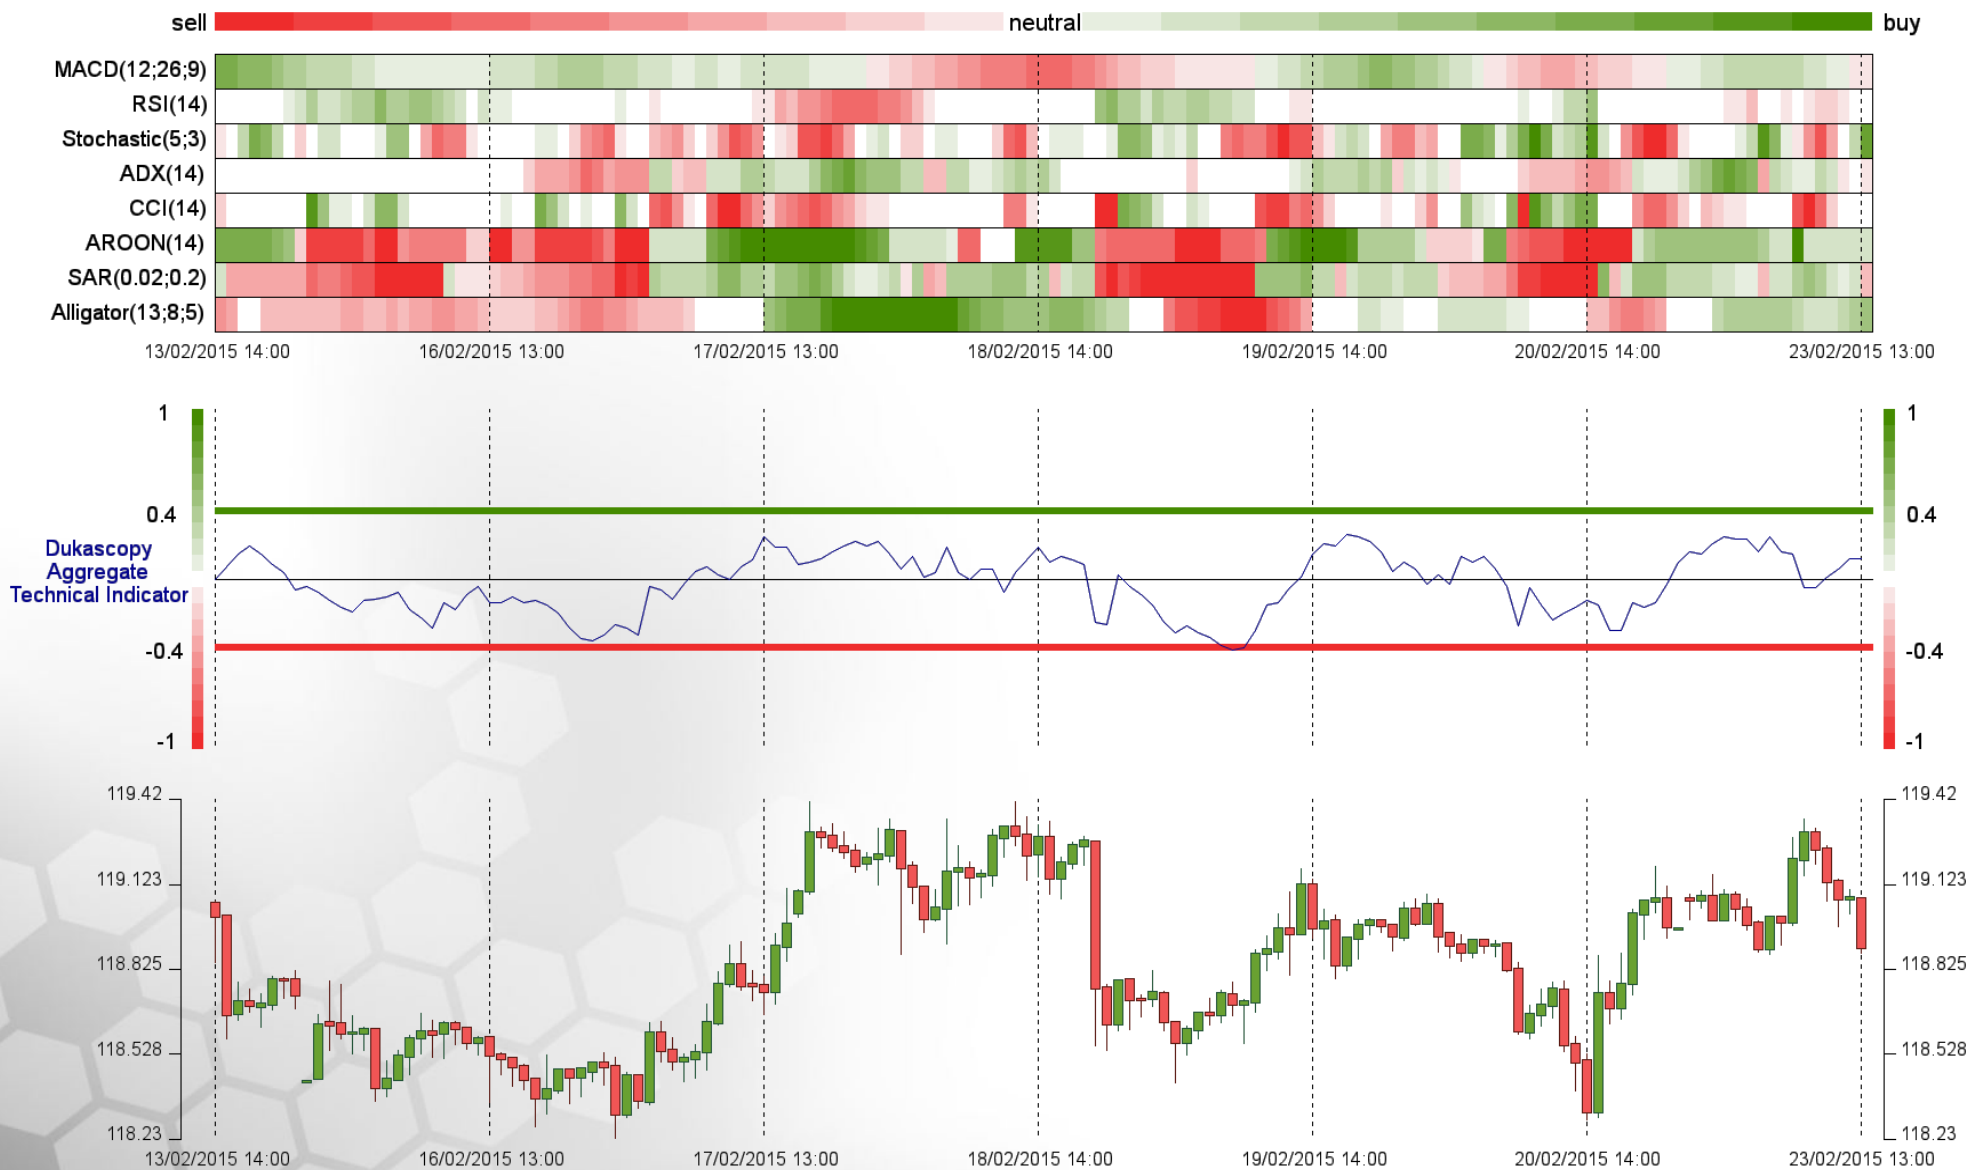 sell neutral buy
MACD(12;26;9)
RSI(14)
Stochastic(5;3)
ADX(14)
CCI(14)
AROON(14)
SAR(0.02;0.2)
Alligator(13;8;5)
13/02/2015 14:00 16/02/2015 13:00 17/02/2015 13:00 18/02/2015 14:00 19/02/2015 14:00 20/02/2015 14:00 23/02/2015 13:00
1 1
0.4 0.4
Dukascopy
Aggregate
Technical Indicator
-0.4 -0.4
-1 -1
119.42 119.42
119.123 119.123
118.825 118.825
118.528 118.528
118.23 118.23
13/02/2015 14:00 16/02/2015 13:00 17/02/2015 13:00 18/02/2015 14:00 19/02/2015 14:00 20/02/2015 14:00 23/02/2015 13:00